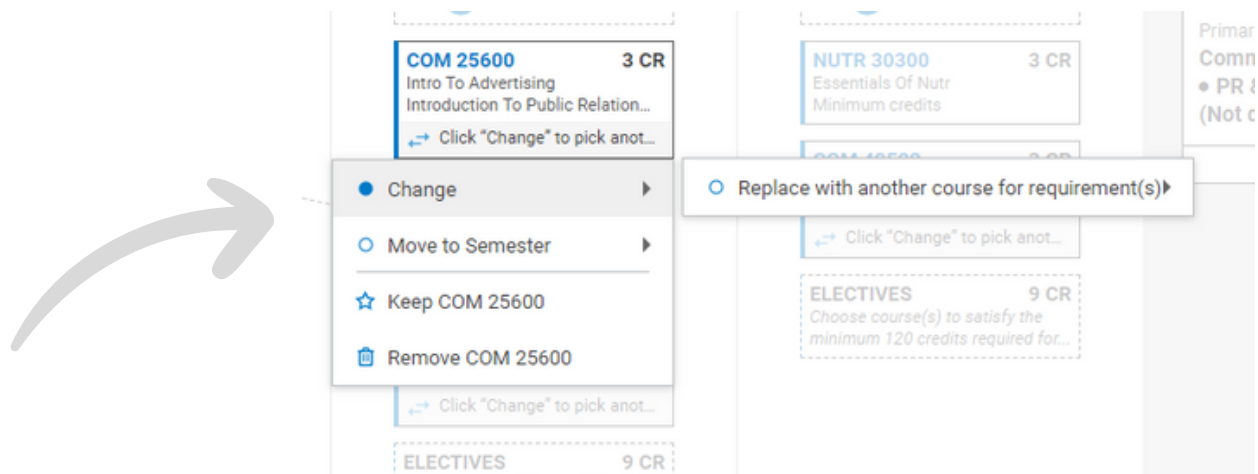 COM 25600 3 CR
Intro To Advertising
Introduction To Public Relation...
Click "Change" to pick anot...
Change
Move to Semester
Keep COM 25600
Remove COM 25600
Click "Change" to pick anot...
ELECTIVES 9 CR
Replace with another course for requirement(s)
NUTR 30300 3 CR
Essentials Of Nutr
Minimum credits
3 CR
Click "Change" to pick anot...
ELECTIVES 9 CR
Choose course(s) to satisfy the
minimum 120 credits required for...
• PR &
(Not